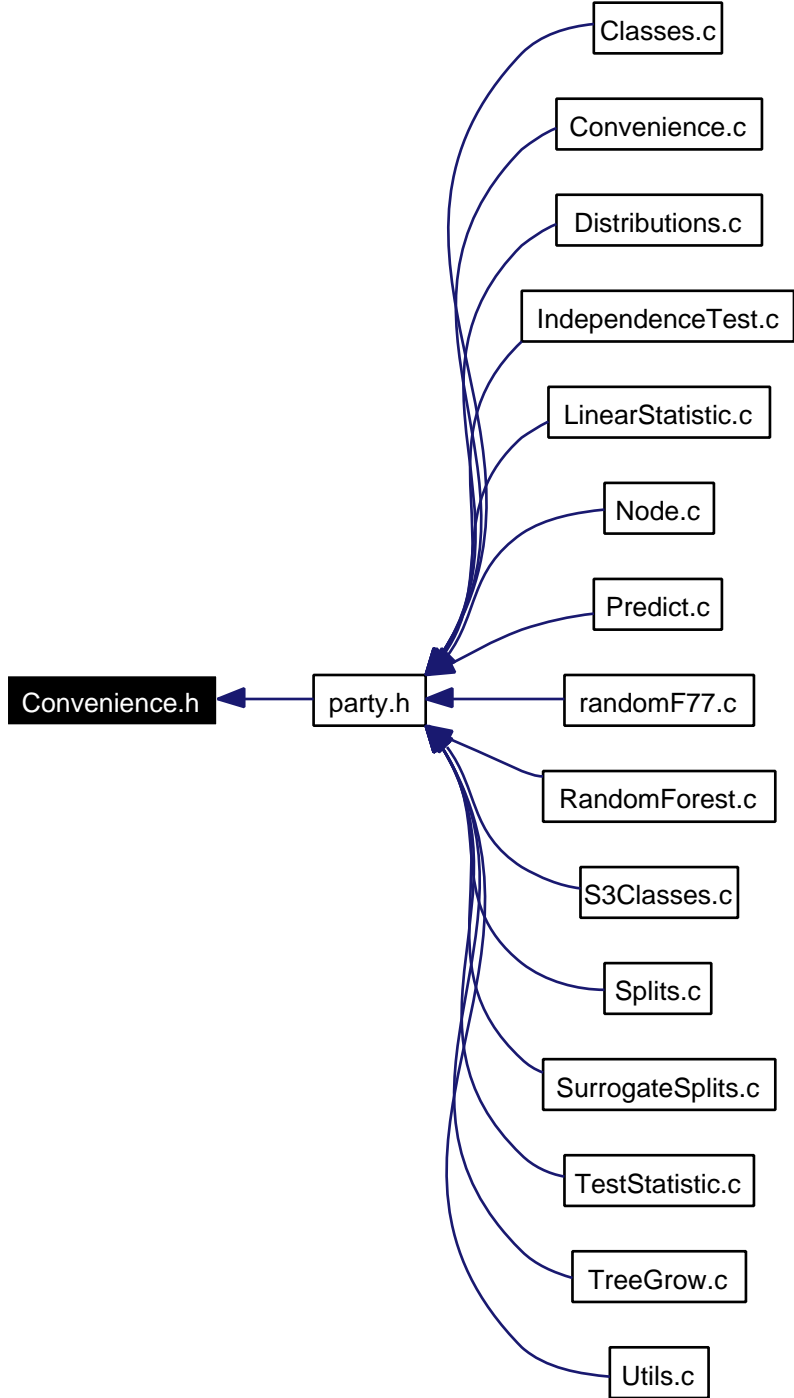 Classes.c
Convenience.c
Distributions.c
IndependenceTest.c
LinearStatistic.c
Node.c
Predict.c
Convenience.h
party.h
randomF77.c
RandomForest.c
S3Classes.c
Splits.c
SurrogateSplits.c
TestStatistic.c
TreeGrow.c
Utils.c